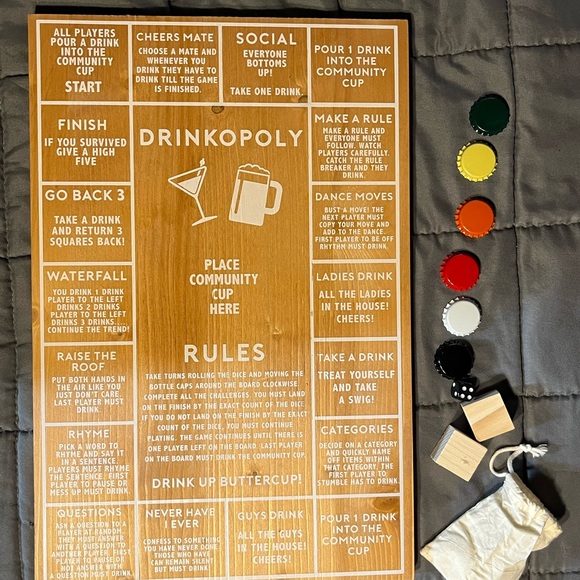 ALL PLAYERS
POUR A DRINK
INTO THE
COMMUNITY
CUP
START
CHEERS MATE
CHOOSE A MATE AND
WHENEVER YOU
DRINK THEY HAVE TO
DRINK TILL THE GAME
IS FINISHED.
SOCIAL
EVERYONE
BOTTOMS
UP!
TAKE ONE DRINK.
POUR 1 DRINK
INTO THE
COMMUNITY
CUP
FINISH
IF YOU SURVIVED
GIVE A HIGH
FIVE
DRINKOPOLY
MAKE A RULE
MAKE A RULE AND
EVERYONE MUST
FOLLOW. WATCH
PLAYERS CAREFULLY.
CATCH THE RULE
BREAKER AND THEY
DRINK.
GO BACK 3
TAKE A DRINK
AND RETURN 3
SQUARES BACK!
DANCE MOVES
BUST A MOVE! THE
NEXT PLAYER MUST
COPY YOUR MOVE AND
ADD TO THE DANCE.
FIRST PLAYER TO BE OFF
RHYTHM MUST DRINK.
WATERFALL
YOU DRINK 1 DRINK
PLAYER TO THE LEFT
DRINKS 2 DRINKS
PLAYER TO THE LEFT
DRINKS 3 DRINKS...
CONTINUE THE TREND!
PLACE
COMMUNITY
CUP
HERE
LADIES DRINK
ALL THE LADIES
IN THE HOUSE!
CHEERS!
RAISE THE
ROOF
PUT BOTH HANDS IN
THE AIR LIKE YOU
JUST DON'T CARE.
LAST PLAYER MUST
DRINK.
RULES
TAKE TURNS ROLLING THE DICE AND MOVING THE
BOTTLE CAPS AROUND THE BOARD CLOCKWISE.
COMPLETE ALL THE CHALLENGES. YOU MUST LAND
ON THE FINISH BY THE EXACT COUNT OF THE DICE.
IF YOU DO NOT LAND ON THE FINISH BY THE EXACT
COUNT OF THE DICE, YOU MUST CONTINUE
PLAYING. THE GAME CONTINUES UNTIL THERE IS
ONE PLAYER LEFT ON THE BOARD. LAST PLAYER
ON THE BOARD MUST DRINK THE COMMUNITY CUP.
DRINK UP BUTTERCUP!
TAKE A DRINK
TREAT YOURSELF
AND TAKE
A SWIG!
RHYME
PICK A WORD TO
RHYME AND SAY IT
IN A SENTENCE.
PLAYERS MUST RHYME
THE SENTENCE. FIRST
PLAYER TO PAUSE OR
MESS UP MUST DRINK.
CATEGORIES
DECIDE ON A CATEGORY
AND QUICKLY NAME
OFF ITEMS WITHIN
THAT CATEGORY. THE
FIRST PLAYER TO
STUMBLE HAS TO DRINK.
QUESTIONS
ASK A QUESTION TO A
PLAYER AT RANDOM,
THEY MUST ANSWER
WITH A QUESTION TO
ANOTHER PLAYER. FIRST
PLAYER TO PAUSE OR
NOT ANSWER WITH
A QUESTION MUST DRINK.
NEVER HAVE
I EVER
CONFESS TO SOMETHING
YOU HAVE NEVER DONE.
THOSE WHO HAVE
CAN REMAIN SILENT
BUT MUST DRINK.
GUYS DRINK
ALL THE GUYS
IN THE HOUSE!
CHEERS!
POUR 1 DRINK
INTO THE
COMMUNITY
CUP